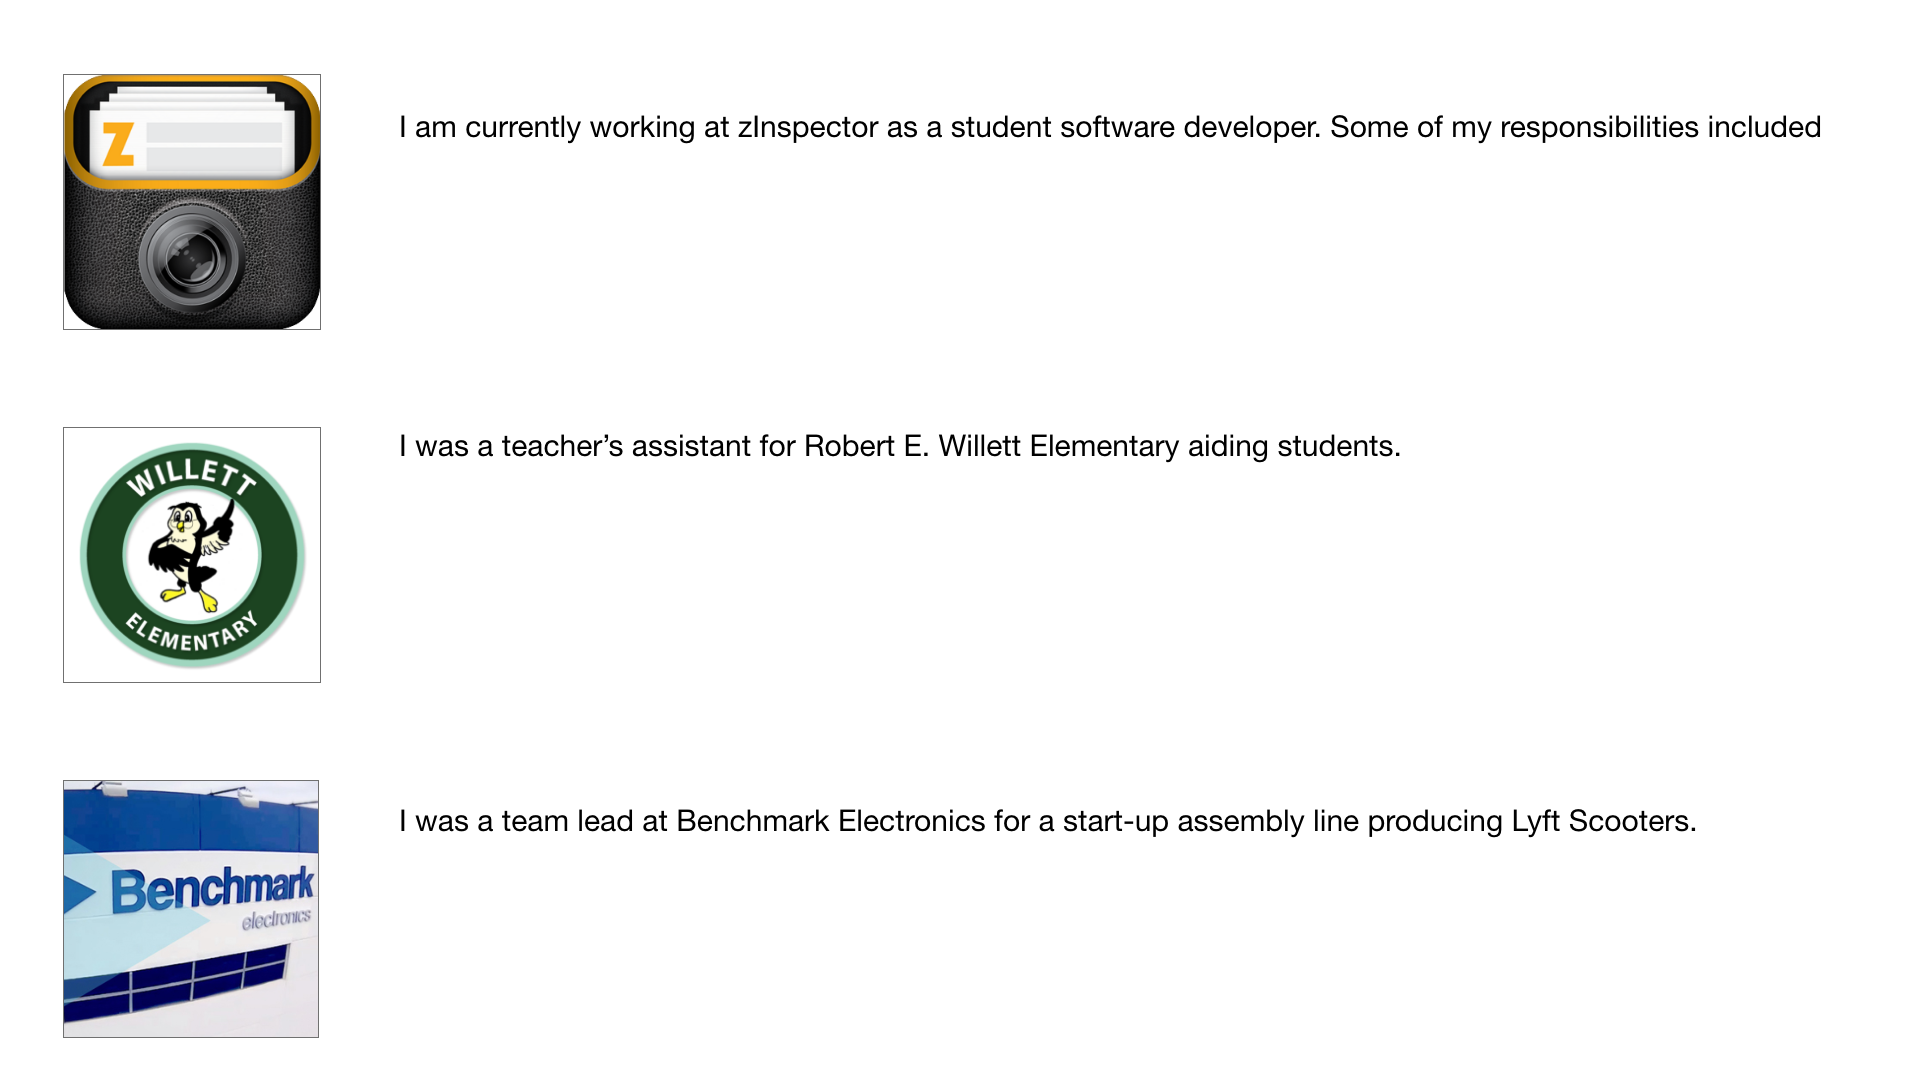 Z
I am currently working at zInspector as a student software developer. Some of my responsibilities included
WILLETT
ELEMENTARY
I was a teacher’s assistant for Robert E. Willett Elementary aiding students.
Benchmark
electronics
I was a team lead at Benchmark Electronics for a start-up assembly line producing Lyft Scooters.